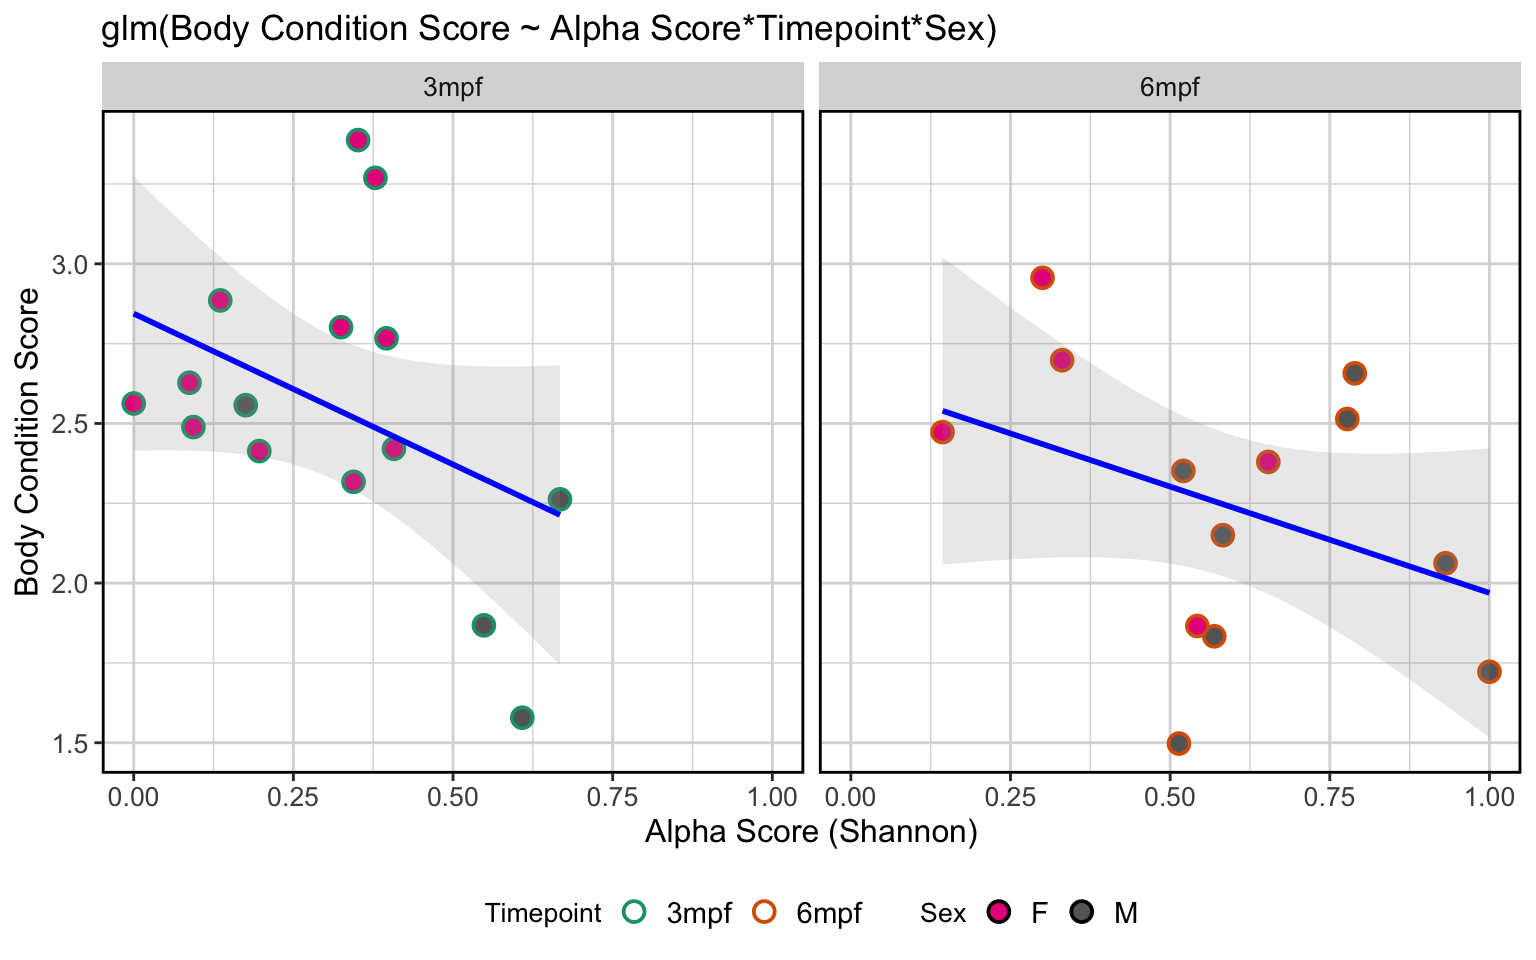 glm(Body Condition Score ~ Alpha Score*Timepoint*Sex)
3mpf 6mpf
Body Condition Score
3.0
2.5
2.0
1.5
0.00 0.25 0.50 0.75 1.00 0.00 0.25 0.50 0.75 1.00
Alpha Score (Shannon)
Timepoint 3mpf 6mpf Sex F M